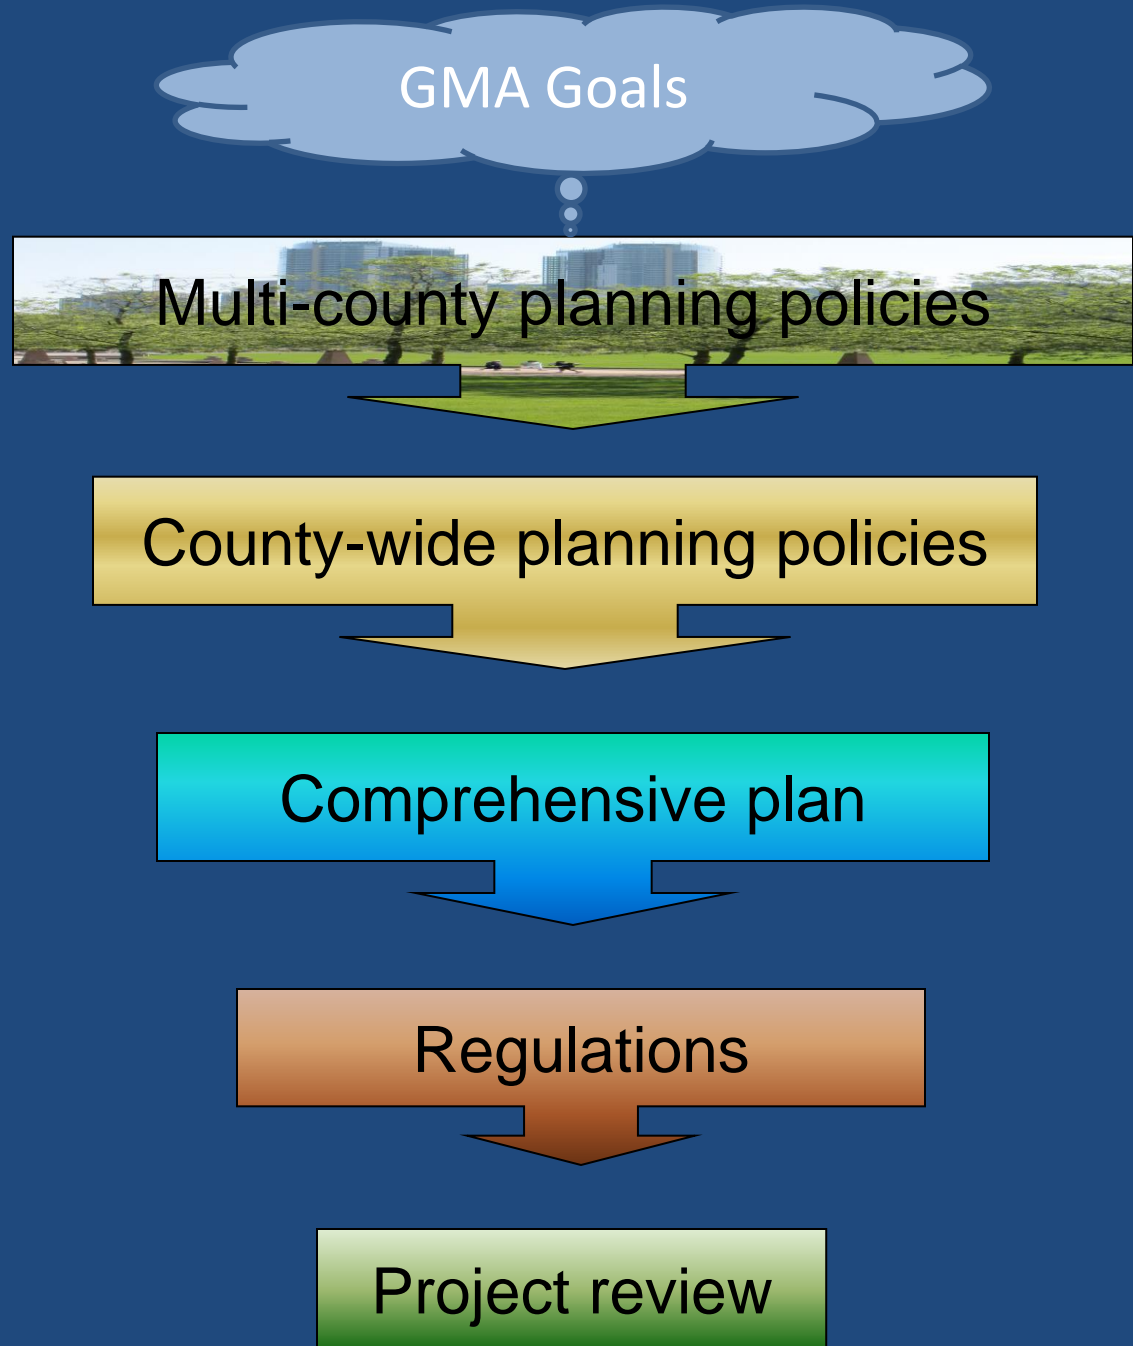 GMA Goals
Multi-county planning policies
County-wide planning policies
Comprehensive plan
Regulations
Project review